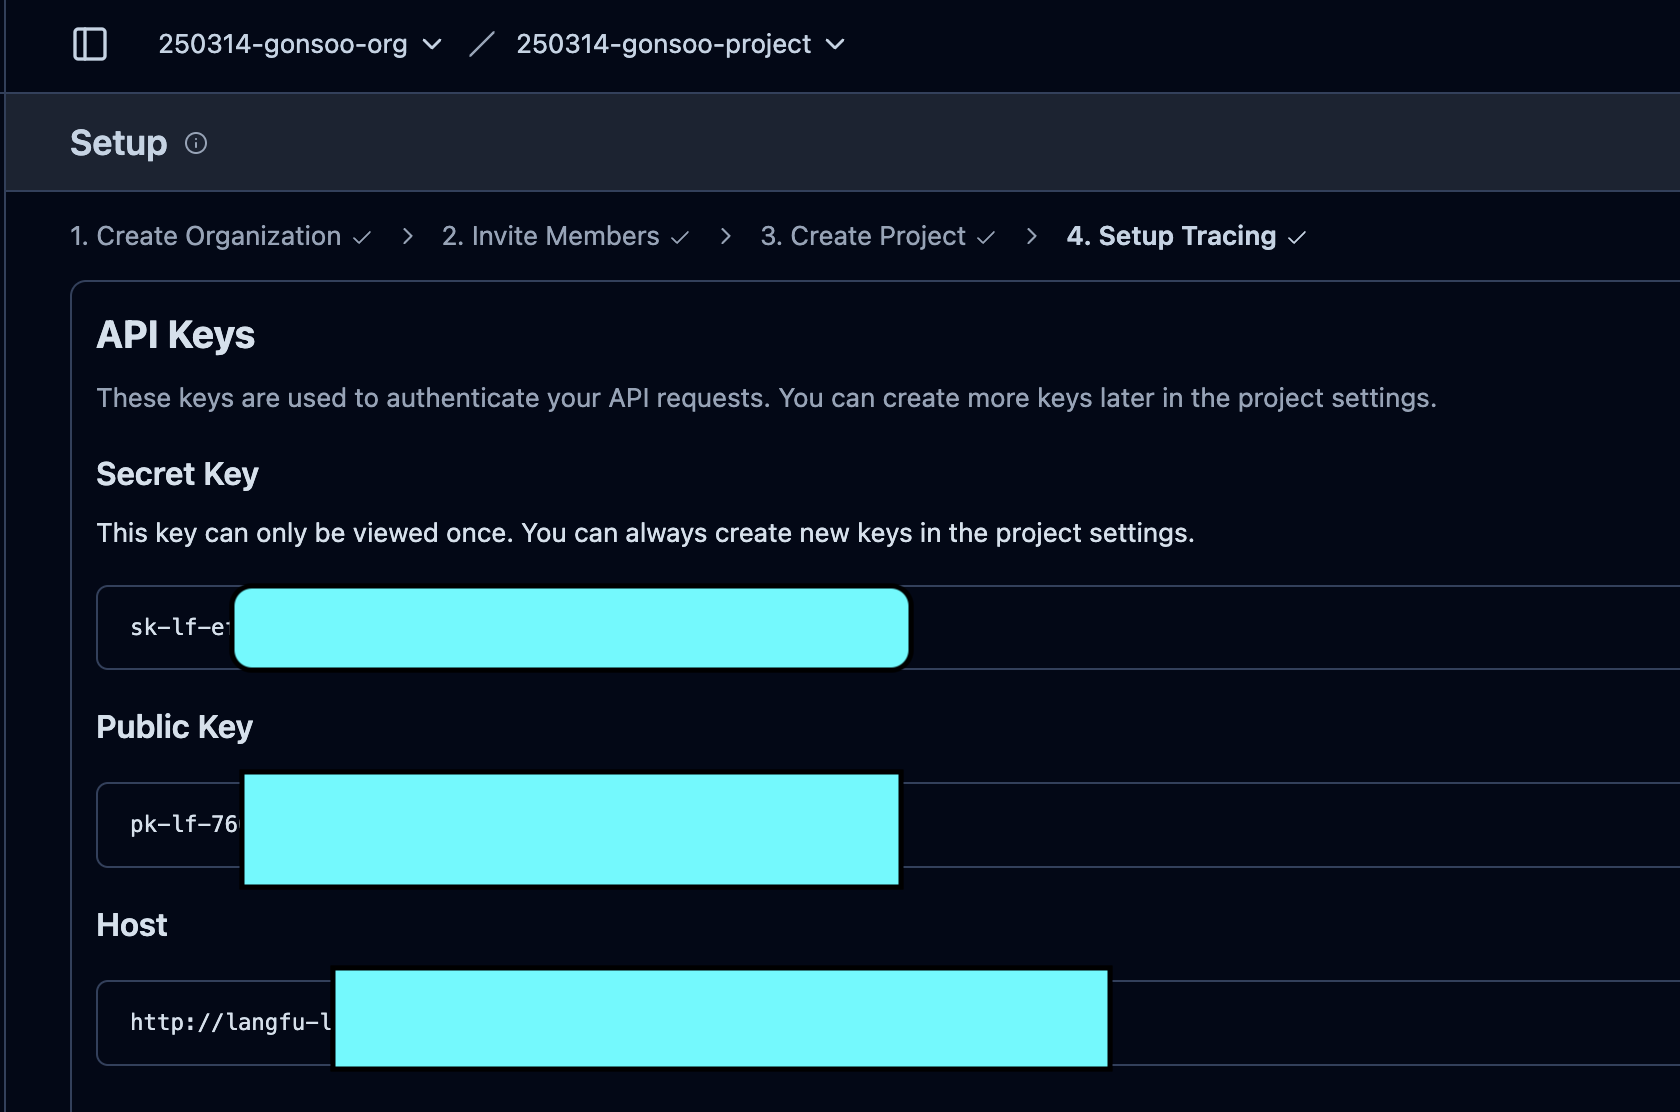 250314-gonsoo-org / 250314-gonsoo-project
Setup
1. Create Organization ✓ > 2. Invite Members ✓ > 3. Create Project ✓ > 4. Setup Tracing ✓
API Keys
These keys are used to authenticate your API requests. You can create more keys later in the project settings.
Secret Key
This key can only be viewed once. You can always create new keys in the project settings.
sk-lf-e
Public Key
pk-lf-76
Host
http://langfu-l